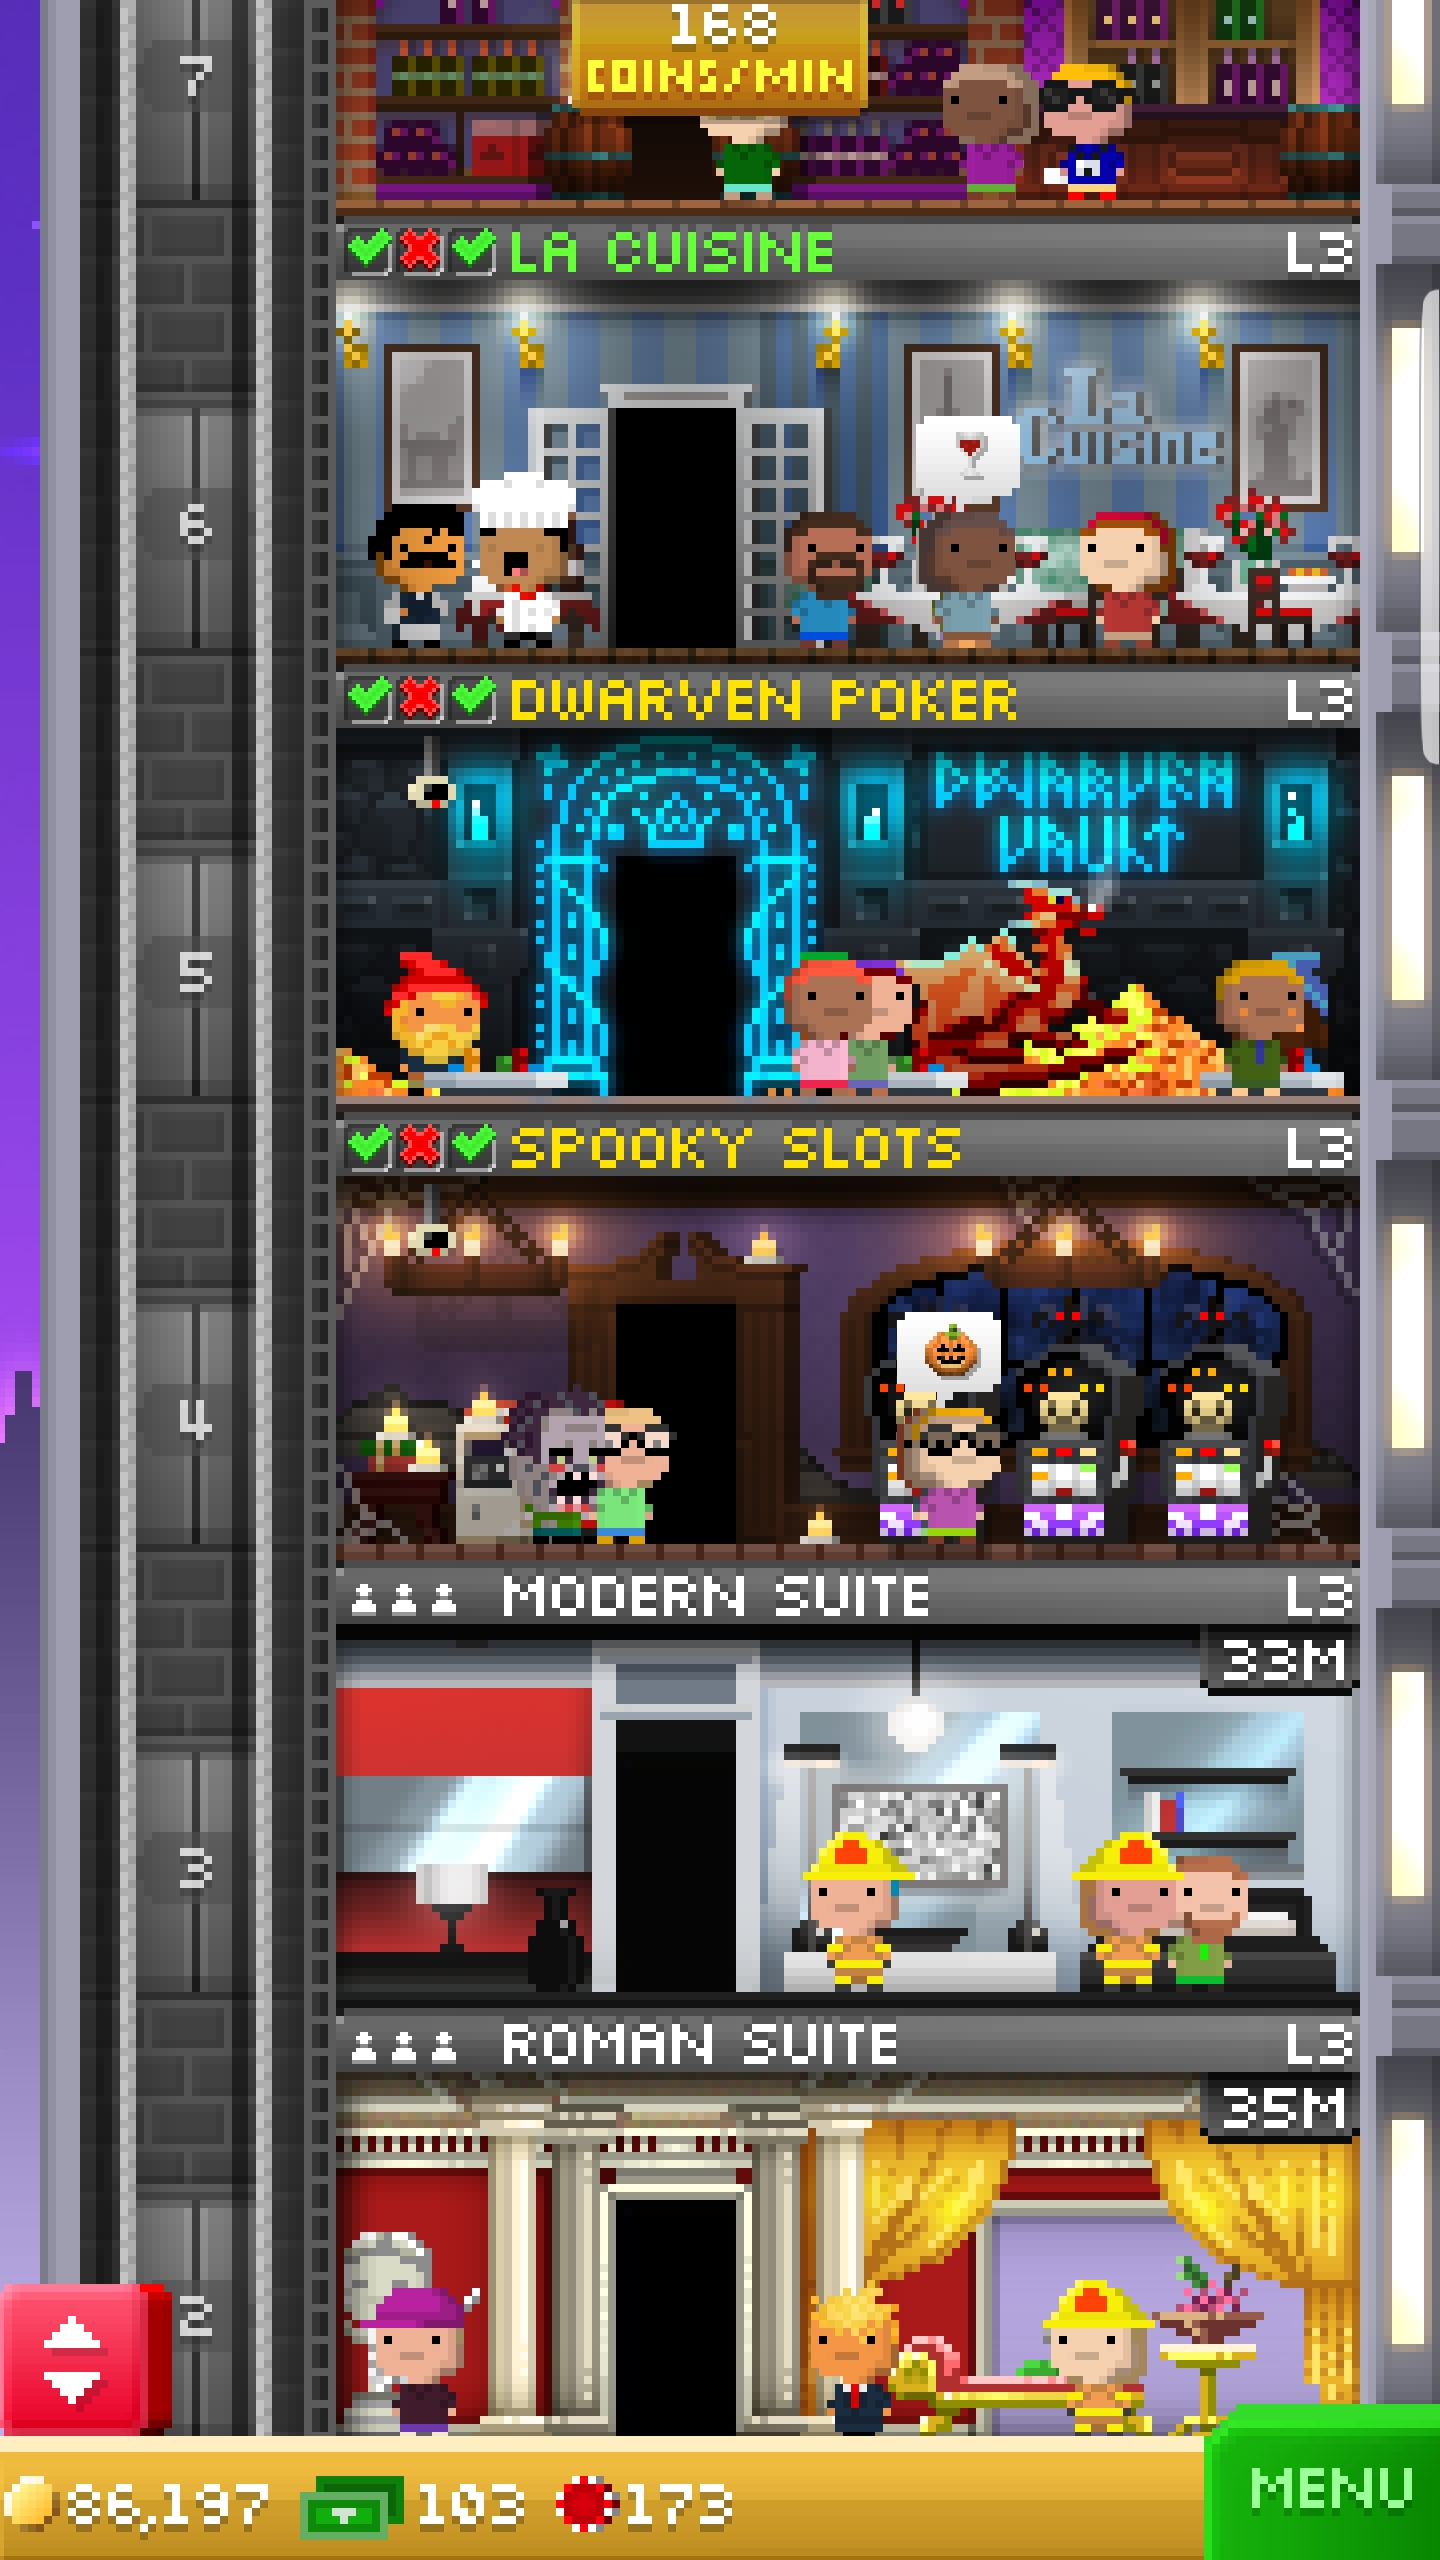 168
COINS/MIN
7
LA CUISINE L3
La
Cuisine
6
DWARVEN POKER L3
DWARVEN
VAULT
5
SPOOKY SLOTS L3
4
MODERN SUITE L3
33M
3
ROMAN SUITE L3
35M
2
86,197 103 173
MENU